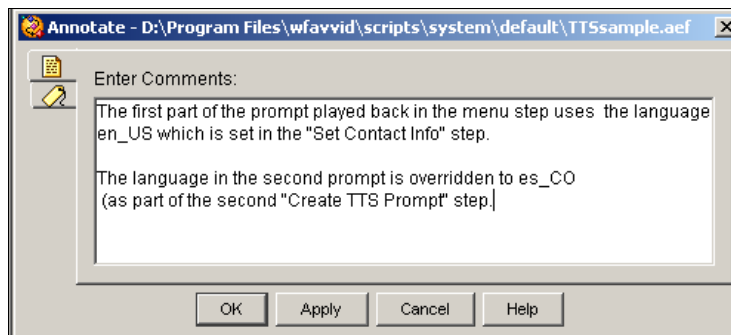 Annotate - D:\Program Files\wfavvid\scripts\system\default\TTSsample.aef
Enter Comments:
The first part of the prompt played back in the menu step uses  the language
en_US which is set in the "Set Contact Info" step.
The language in the second prompt is overridden to es_CO
(as part of the second "Create TTS Prompt" step.
OK Apply Cancel Help